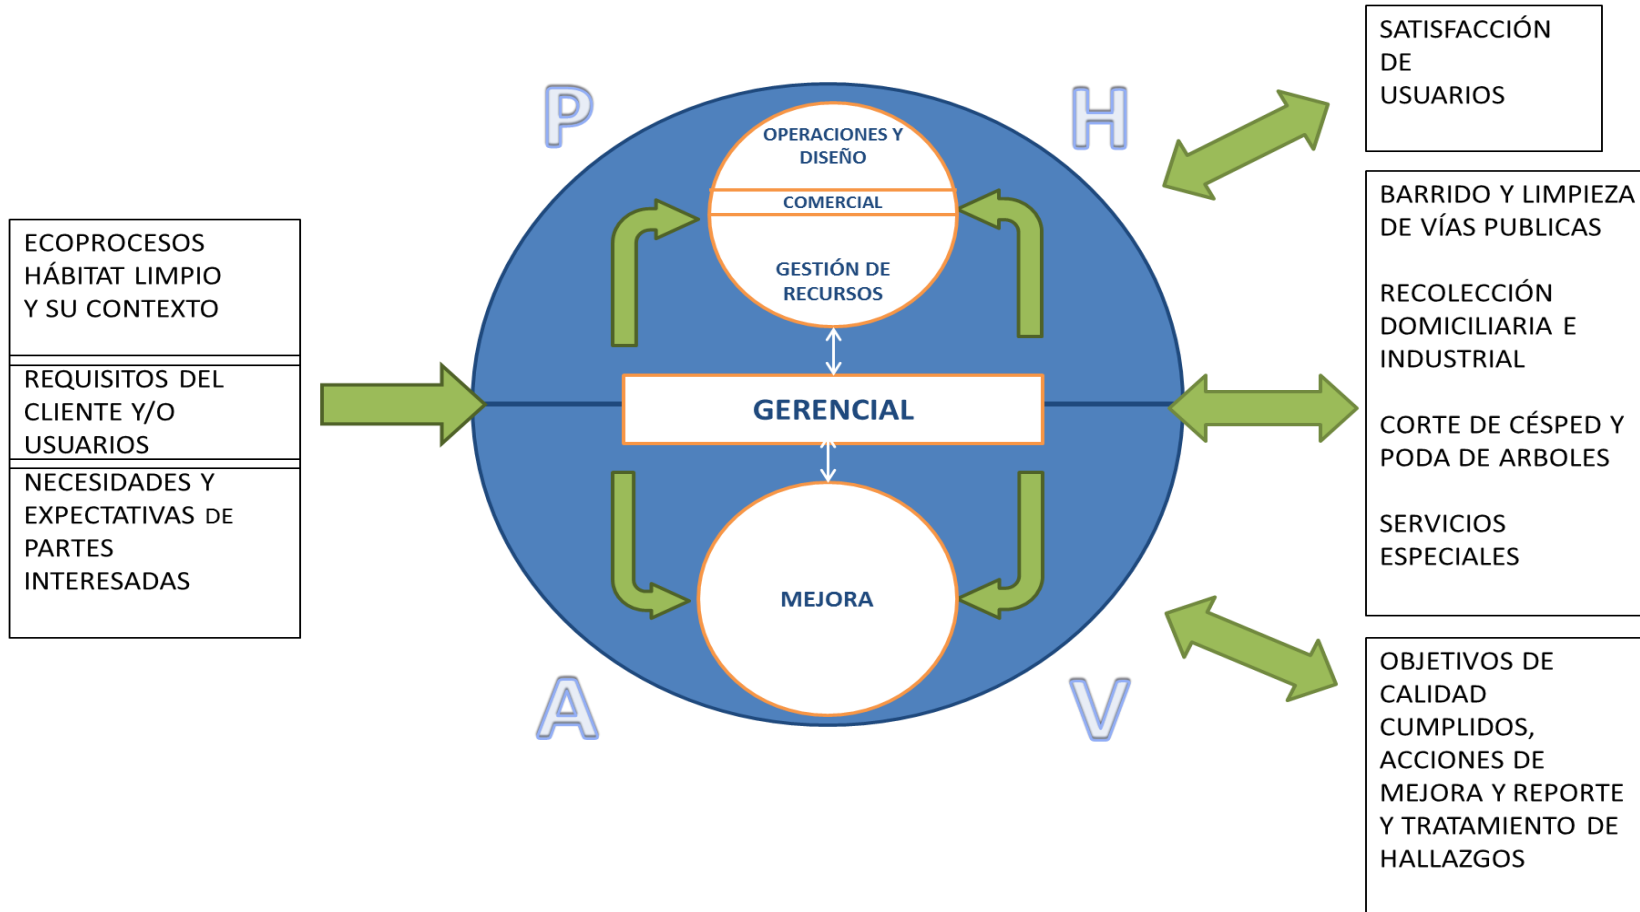 ECOPROCESOS
HÁBITAT LIMPIO
Y SU CONTEXTO
REQUISITOS DEL
CLIENTE Y/O
USUARIOS
NECESIDADES Y
EXPECTATIVAS DE
PARTES
INTERESADAS
P
H
A
V
OPERACIONES Y
DISEÑO
COMERCIAL
GESTIÓN DE
RECURSOS
GERENCIAL
MEJORA
SATISFACCIÓN
DE
USUARIOS
BARRIDO Y LIMPIEZA
DE VÍAS PUBLICAS
RECOLECCIÓN
DOMICILIARIA E
INDUSTRIAL
CORTE DE CÉSPED Y
PODA DE ARBOLES
SERVICIOS
ESPECIALES
OBJETIVOS DE
CALIDAD
CUMPLIDOS,
ACCIONES DE
MEJORA Y REPORTE
Y TRATAMIENTO DE
HALLAZGOS